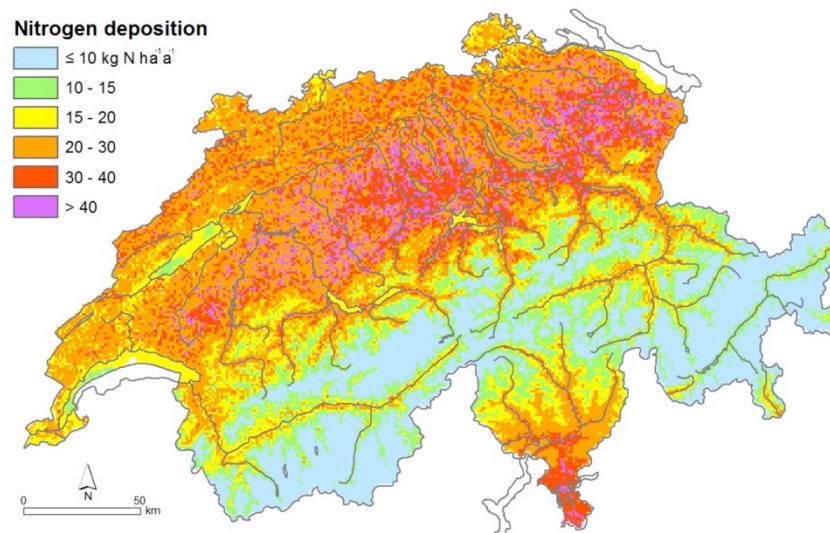 Nitrogen deposition
≤ 10 kg N ha⁻¹a⁻¹
10 - 15
15 - 20
20 - 30
30 - 40
> 40
N
0 50
km